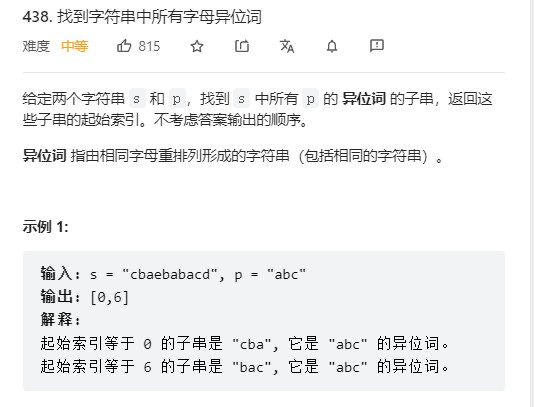 438. 找到字符串中所有字母异位词
难度 中等 815
给定两个字符串 s 和 p，找到 s 中所有 p 的 异位词 的子串，返回这
些子串的起始索引。不考虑答案输出的顺序。
异位词 指由相同字母重排列形成的字符串（包括相同的字符串）。
示例 1:
输入: s = "cbaebabacd", p = "abc"
输出: [0,6]
解释:
起始索引等于 0 的子串是 "cba", 它是 "abc" 的异位词。
起始索引等于 6 的子串是 "bac", 它是 "abc" 的异位词。